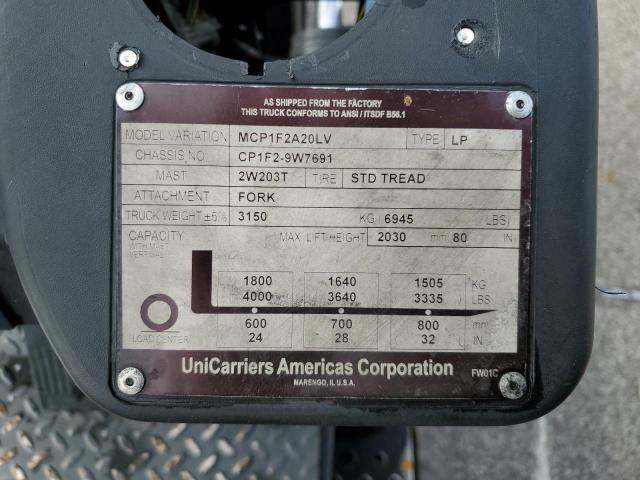 AS SHIPPED FROM THE FACTORY
THIS TRUCK CONFORMS TO ANSI / ITSDF B56.1
MODEL VARIATION MCP1F2A20LV TYPE LP
CHASSIS NO. CP1F2-9W7691
MAST 2W203T TIRE STD TREAD
ATTACHMENT FORK
TRUCK WEIGHT ±5% 3150 KG 6945 LBS
CAPACITY MAX. LIFT HEIGHT 2030 mm 80 IN
WITH MAST
VERTICAL
1800 1640 1505 KG
4000 3640 3335 LBS
600 700 800 mm
LOAD CENTER 24 28 32 IN
UniCarriers Americas Corporation FW01C
MARENGO, IL U.S.A.